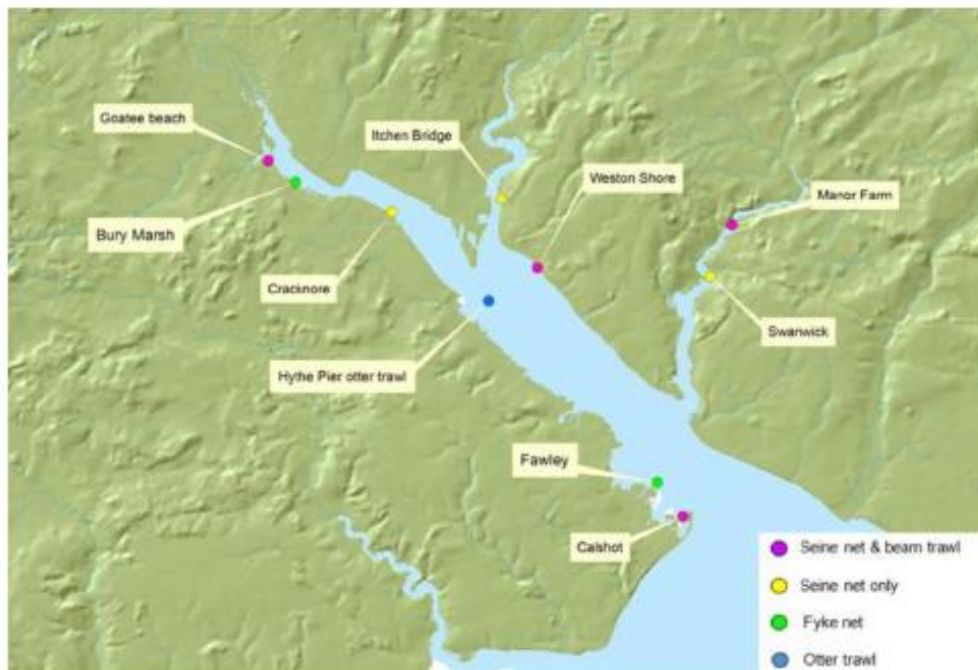 Goatee beach
Itchen Bridge
Weston Shore
Manor Farm
Bury Marsh
Cracknore
Swanwick
Hythe Pier otter trawl
Fawley
Calshot
Seine net & beam trawl
Seine net only
Fyke net
Otter trawl